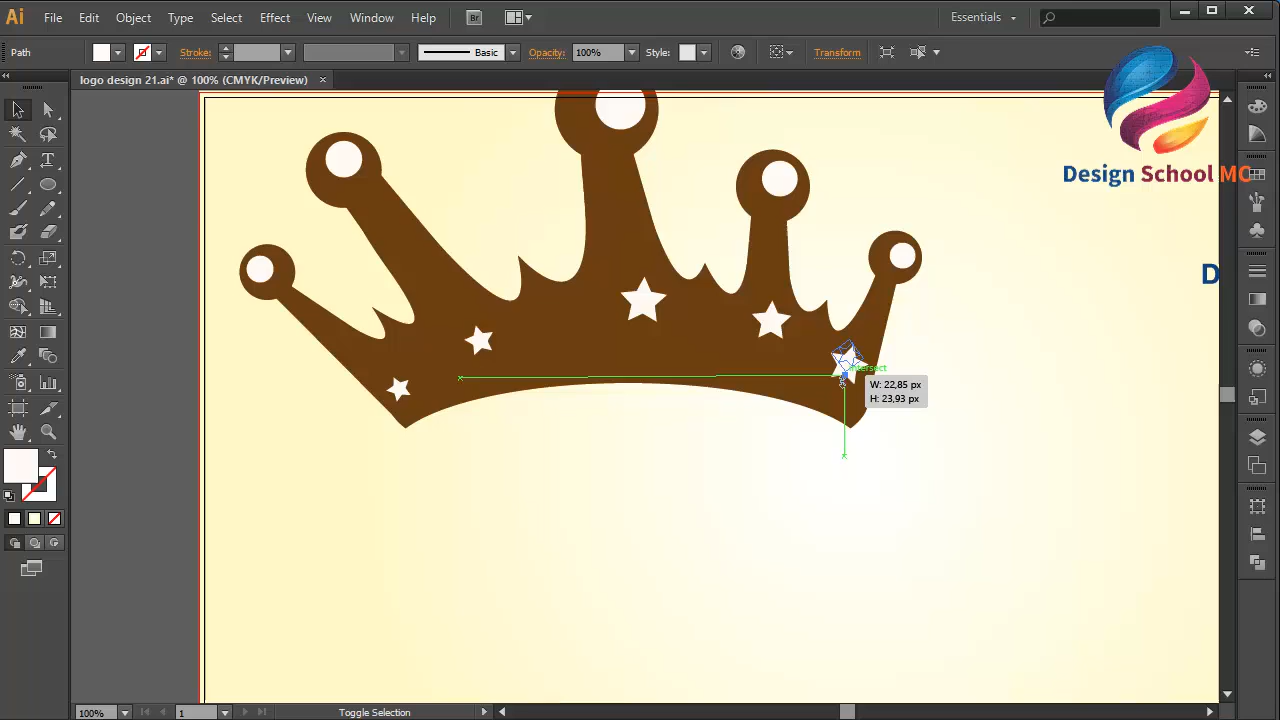 Ai File Edit Object Type Select Effect View Window Help Br Essentials
Path Stroke: Basic Opacity: 100% Style: Transform
logo design 21.ai* @ 100% (CMYK/Preview) ×
Design School MC
D
intersect
W: 22,85 px
H: 23,93 px
100% 1 Toggle Selection